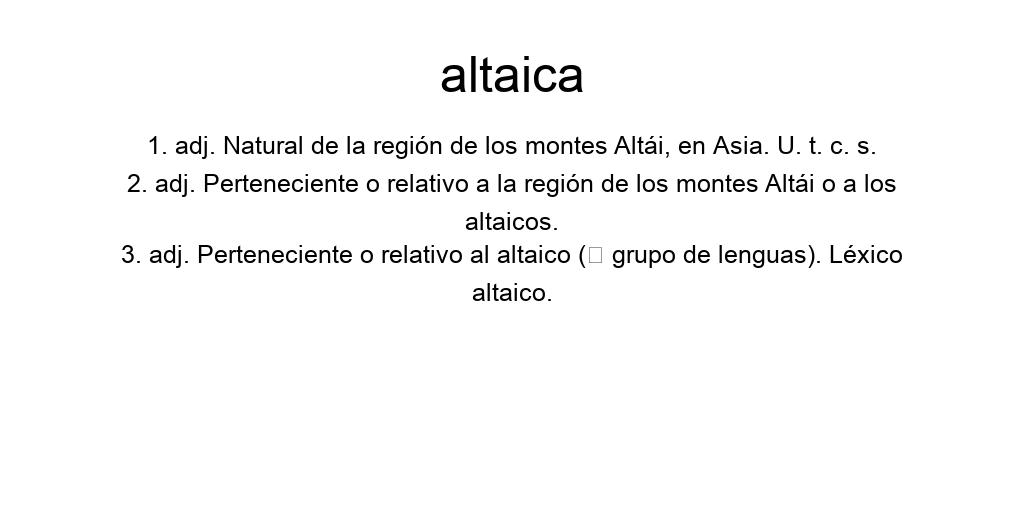 altaica
1. adj. Natural de la región de los montes Altái, en Asia. U. t. c. s.
2. adj. Perteneciente o relativo a la región de los montes Altái o a los
altaicos.
3. adj. Perteneciente o relativo al altaico (□ grupo de lenguas). Léxico
altaico.